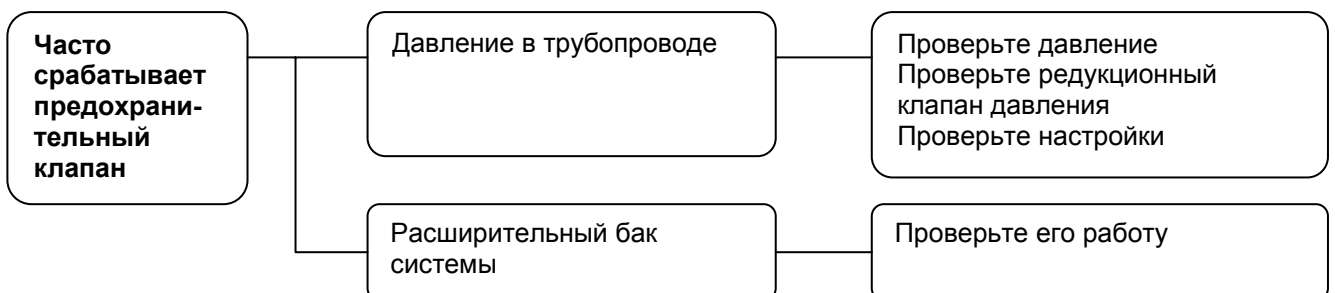 Часто
срабатывает
предохрани-
тельный
клапан
Давление в трубопроводе
Проверьте давление
Проверьте редукционный
клапан давления
Проверьте настройки
Расширительный бак
системы
Проверьте его работу